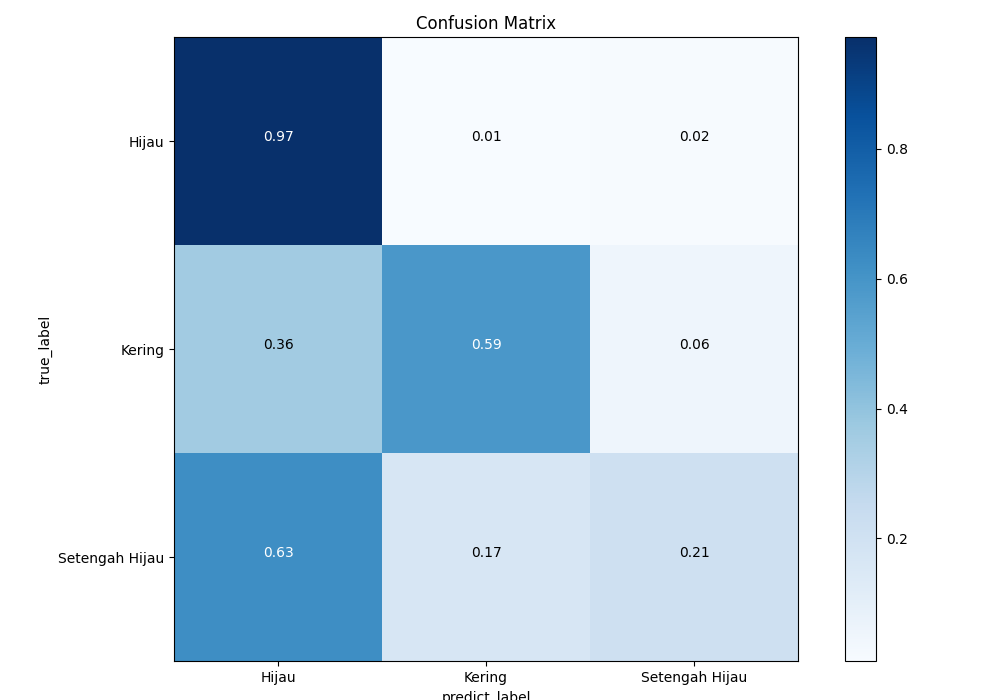 Confusion Matrix
true_label
Hijau
0.97 0.01 0.02
Kering
0.36 0.59 0.06
Setengah Hijau
0.63 0.17 0.21
Hijau Kering Setengah Hijau
predict_label
0.8
0.6
0.4
0.2